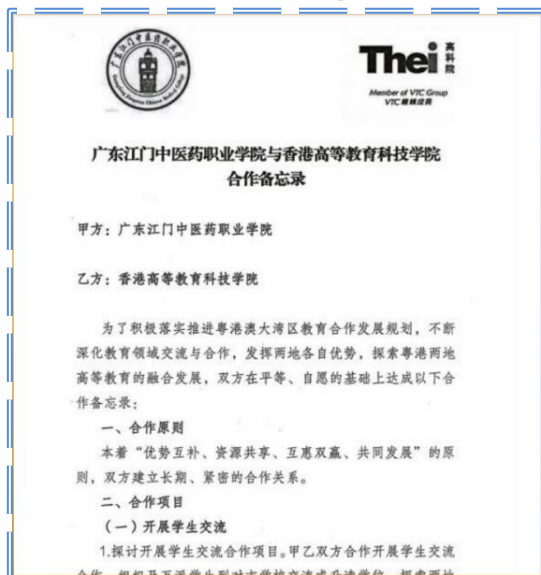 广东江门中医药职业学院
Thei 高科院
Member of VTC Group
VTC 機構成員
广东江门中医药职业学院与香港高等教育科技学院
合作备忘录
甲方：广东江门中医药职业学院
乙方：香港高等教育科技学院
为了积极落实推进粤港澳大湾区教育合作发展规划，不断
深化教育领域交流与合作，发挥两地各自优势，探索粤港两地
高等教育的融合发展，双方在平等、自愿的基础上达成以下合
作备忘录：
一、合作原则
本着“优势互补、资源共享、互惠双赢、共同发展”的原
则，双方建立长期、紧密的合作关系。
二、合作项目
（一）开展学生交流
1.探讨开展学生交流合作项目。甲乙双方合作开展学生交流